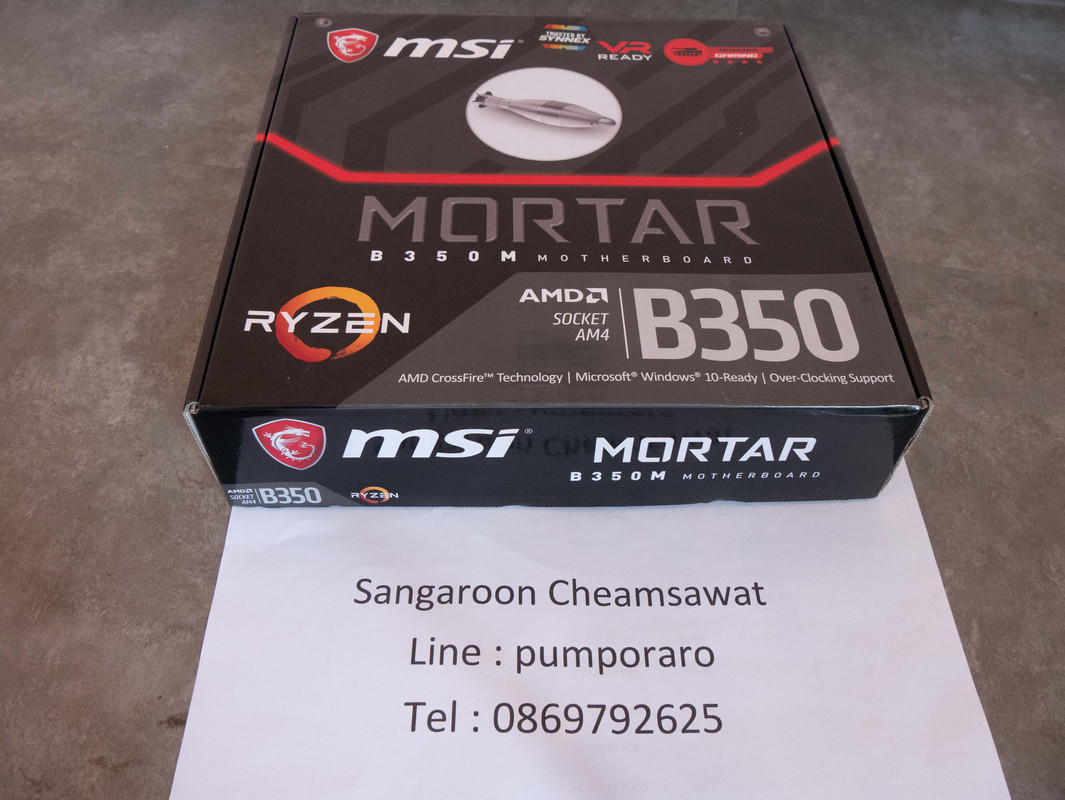 msi
TRUSTED BY
SYNNEX
VR
READY
GAMING
MORTAR
B350M MOTHERBOARD
RYZEN
AMD
SOCKET
AM4
B350
AMD CrossFire™ Technology | Microsoft® Windows® 10-Ready | Over-Clocking Support
msi®
MORTAR
B350M MOTHERBOARD
AMD
SOCKET
AM4
B350
RYZEN
Sangaroon Cheamsawat
Line : pumporaro
Tel : 0869792625